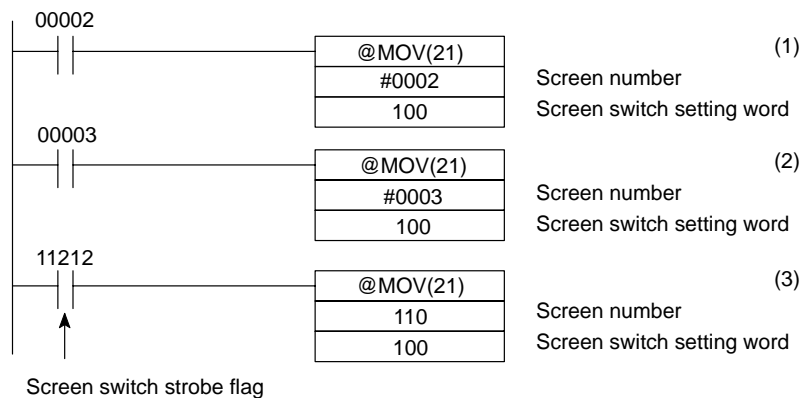 00002
@MOV(21) (1)
#0002 Screen number
100 Screen switch setting word
00003
@MOV(21) (2)
#0003 Screen number
100 Screen switch setting word
11212
@MOV(21) (3)
110 Screen number
100 Screen switch setting word
Screen switch strobe flag